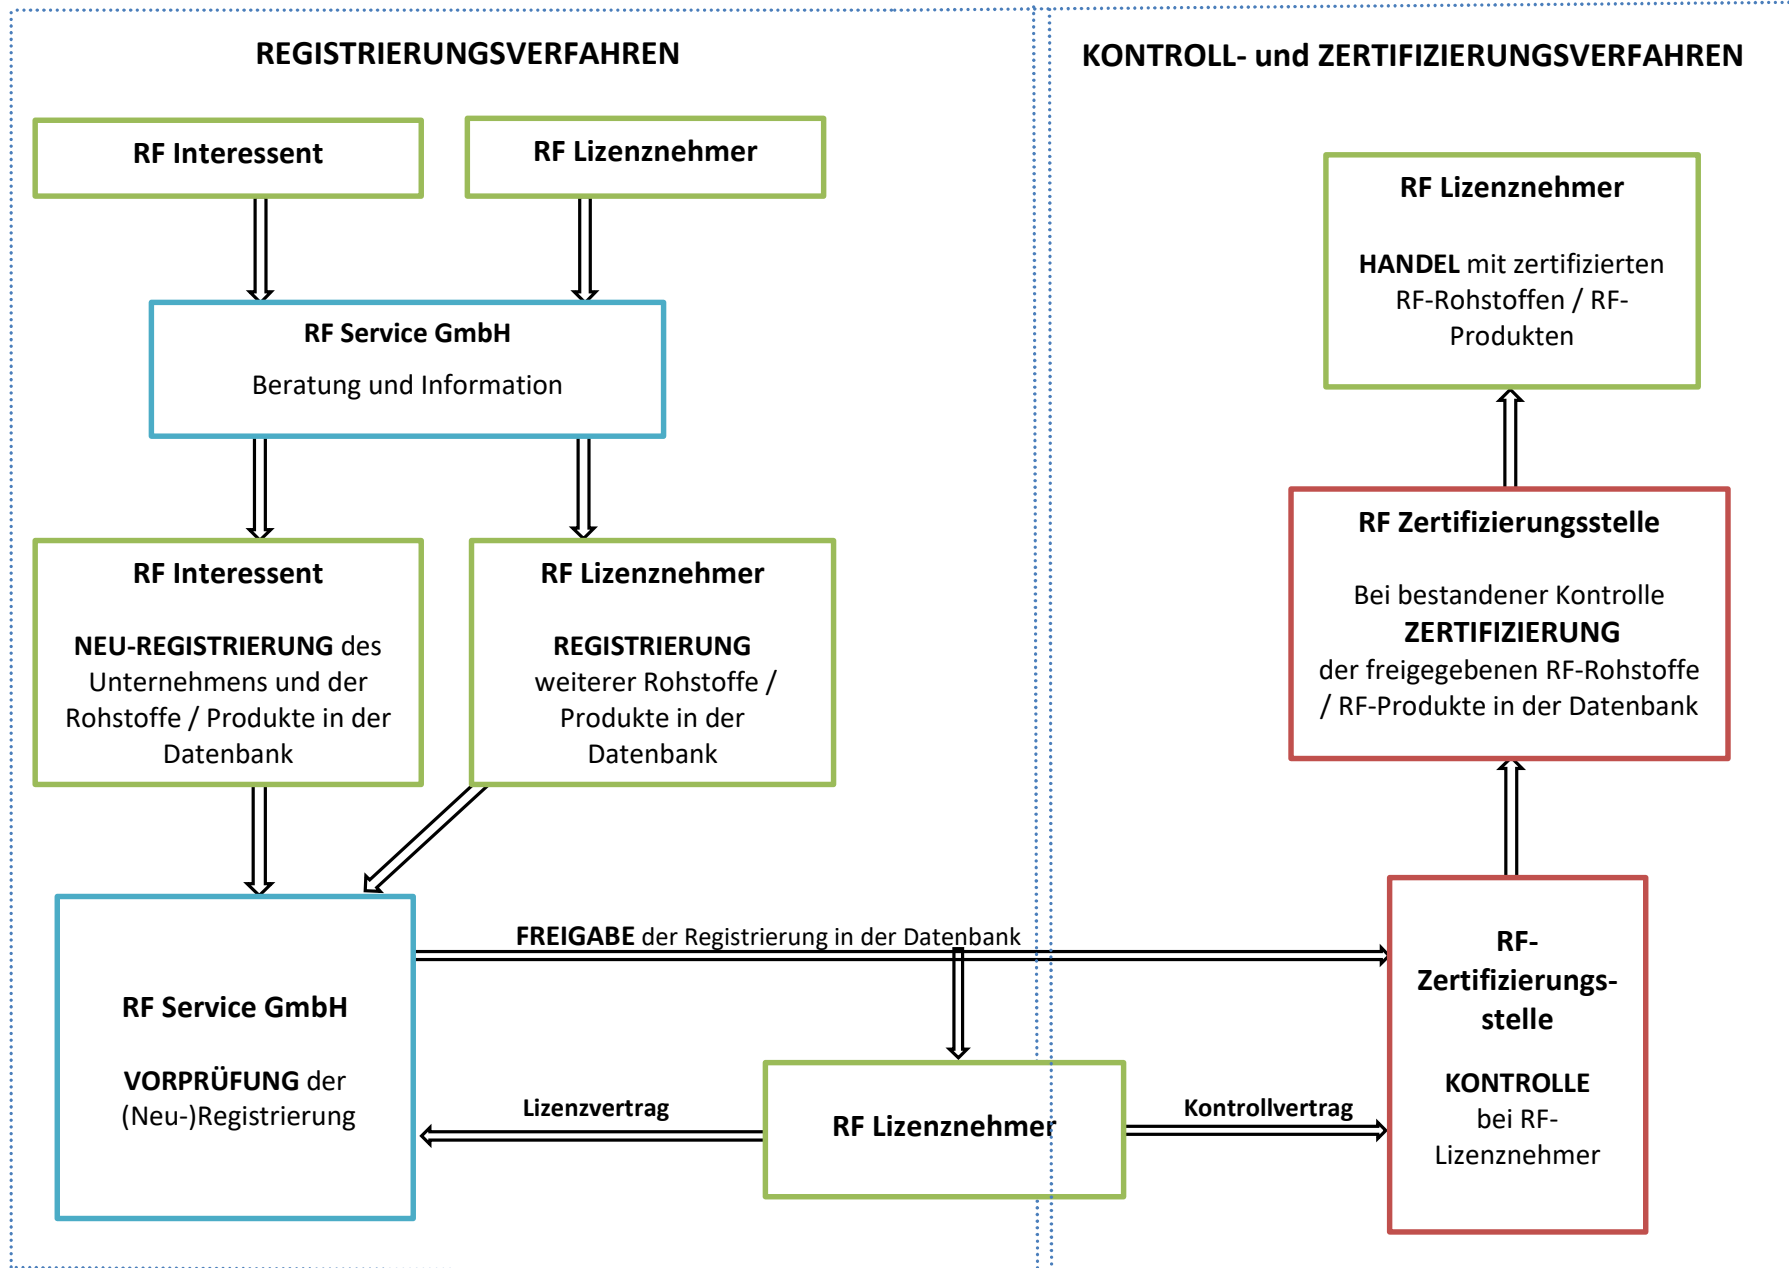 REGISTRIERUNGSVERFAHREN
RF Interessent
RF Lizenznehmer
RF Service GmbH
Beratung und Information
RF Interessent
NEU-REGISTRIERUNG des
Unternehmens und der
Rohstoffe / Produkte in der
Datenbank
RF Lizenznehmer
REGISTRIERUNG
weiterer Rohstoffe /
Produkte in der
Datenbank
RF Service GmbH
VORPRÜFUNG der
(Neu-)Registrierung
FREIGABE der Registrierung in der Datenbank
Lizenzvertrag
RF Lizenznehmer
Kontrollvertrag
KONTROLL- und ZERTIFIZIERUNGSVERFAHREN
RF Lizenznehmer
HANDEL mit zertifizierten
RF-Rohstoffen / RF-
Produkten
RF Zertifizierungsstelle
Bei bestandener Kontrolle
ZERTIFIZIERUNG
der freigegebenen RF-Rohstoffe
/ RF-Produkte in der Datenbank
RF-
Zertifizierungs-
stelle
KONTROLLE
bei RF-
Lizenznehmer